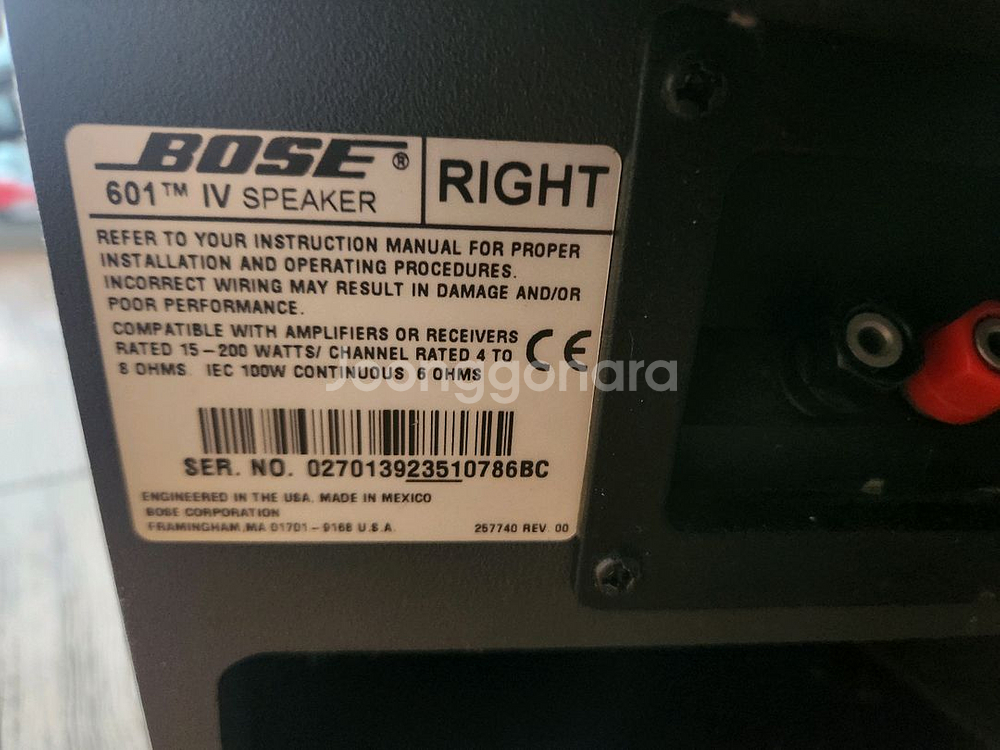 BOSE®
601™ IV SPEAKER
RIGHT
REFER TO YOUR INSTRUCTION MANUAL FOR PROPER
INSTALLATION AND OPERATING PROCEDURES.
INCORRECT WIRING MAY RESULT IN DAMAGE AND/OR
POOR PERFORMANCE.
COMPATIBLE WITH AMPLIFIERS OR RECEIVERS
RATED 15-200 WATTS/ CHANNEL RATED 4 TO
8 OHMS. IEC 100W CONTINUOUS 6 OHMS
CE
Joonggonara
SER. NO. 027013923510786BC
ENGINEERED IN THE USA. MADE IN MEXICO
BOSE CORPORATION
FRAMINGHAM, MA 01701-9168 U.S.A.
257740 REV. 00